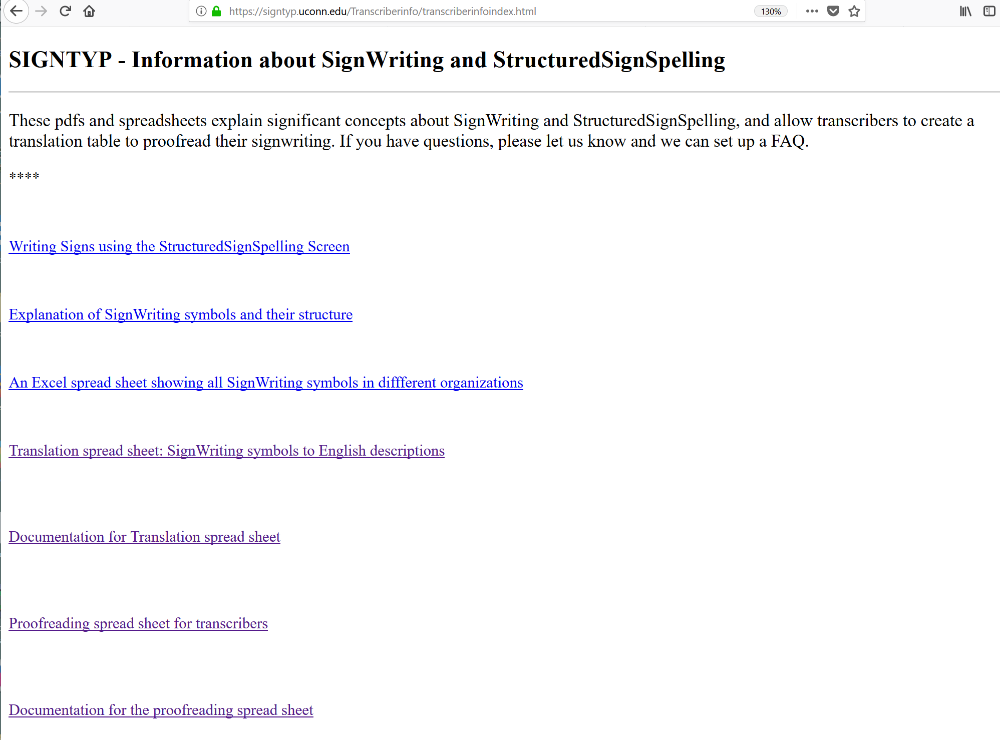 https://signtyp.uconn.edu/Transcriberinfo/transcriberinfoindex.html 130%
SIGNTYP - Information about SignWriting and StructuredSignSpelling
These pdfs and spreadsheets explain significant concepts about SignWriting and StructuredSignSpelling, and allow transcribers to create a
translation table to proofread their signwriting. If you have questions, please let us know and we can set up a FAQ.
****
Writing Signs using the StructuredSignSpelling Screen
Explanation of SignWriting symbols and their structure
An Excel spread sheet showing all SignWriting symbols in diffferent organizations
Translation spread sheet: SignWriting symbols to English descriptions
Documentation for Translation spread sheet
Proofreading spread sheet for transcribers
Documentation for the proofreading spread sheet